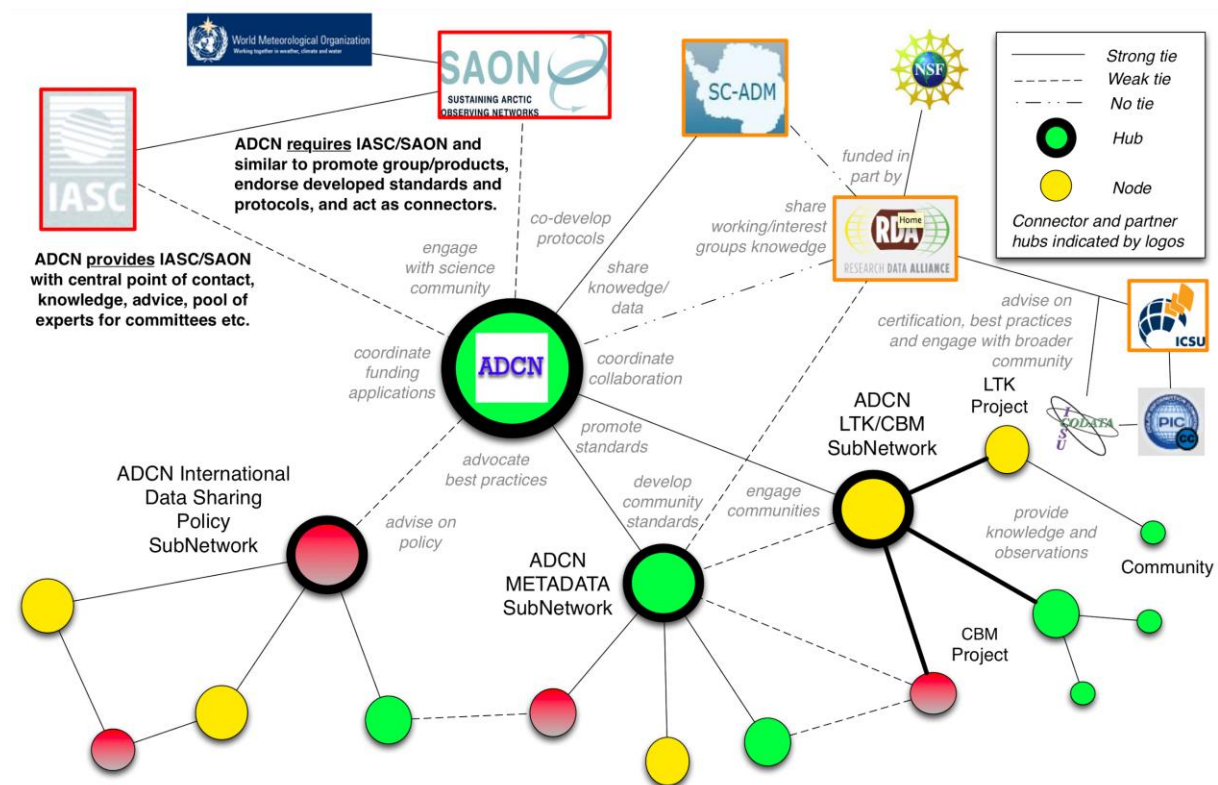 World Meteorological Organization
Working together in weather, climate and water
SAON
SUSTAINING ARCTIC
OBSERVING NETWORKS
IASC
SC-ADM
NSF
Strong tie
Weak tie
No tie
Hub
Node
Connector and partner
hubs indicated by logos
ADCN requires IASC/SAON and
similar to promote group/products,
endorse developed standards and
protocols, and act as connectors.
ADCN provides IASC/SAON
with central point of contact,
knowledge, advice, pool of
experts for committees etc.
funded in
part by
RDA
Home
RESEARCH DATA ALLIANCE
co-develop
protocols
share
working/interest
groups knowledge
engage
with science
community
share
knowledge/
data
advise on
certification, best practices
and engage with broader
community
ICSU
coordinate
funding
applications
ADCN
coordinate
collaboration
promote
standards
advocate
best practices
ADCN
LTK/CBM
SubNetwork
LTK
Project
CODATA
ISU
PIC
CC
ADCN International
Data Sharing
Policy
SubNetwork
advise on
policy
develop
community
standards
engage
communities
provide
knowledge and
observations
ADCN
METADATA
SubNetwork
Community
CBM
Project